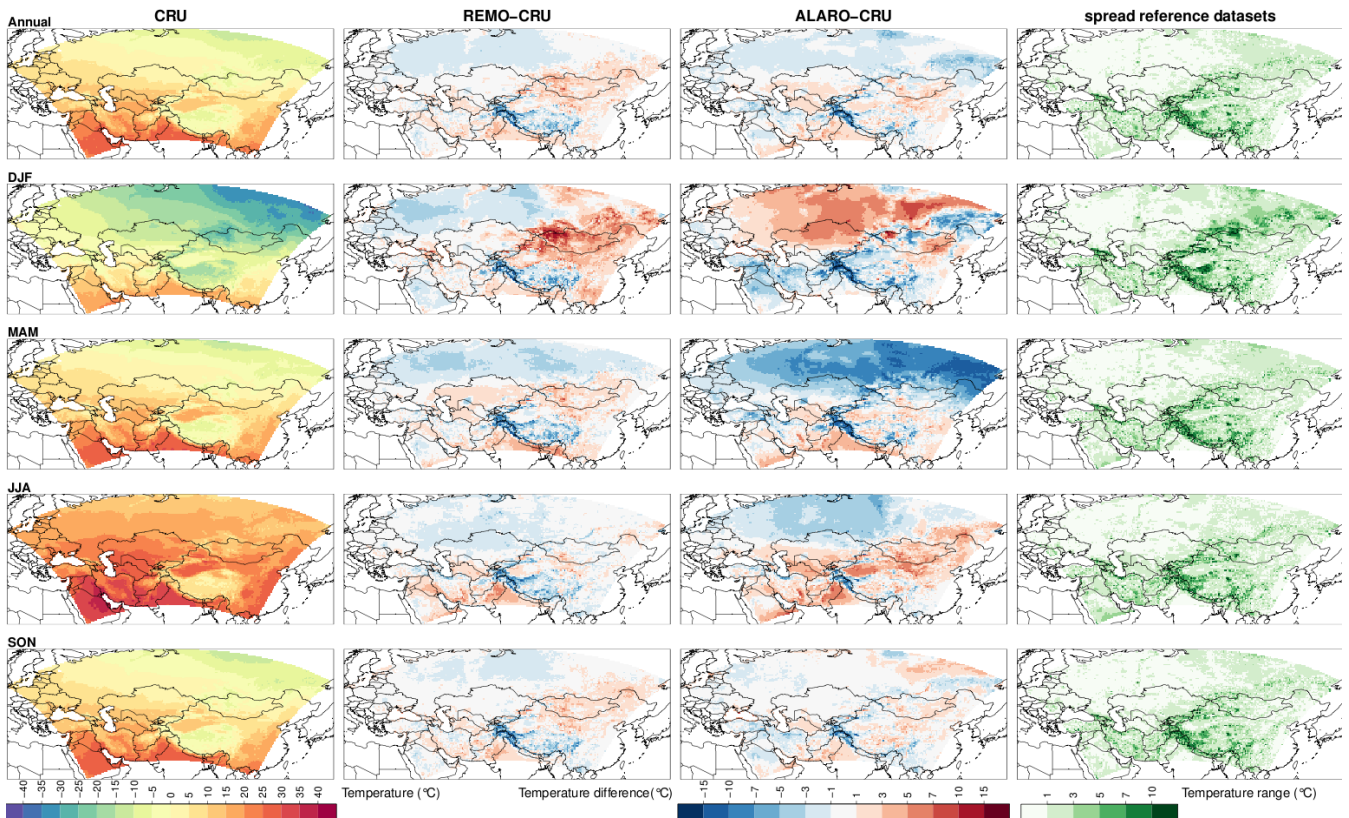 CRU REMO−CRU ALARO−CRU spread reference datasets
Annual
DJF
MAM
JJA
SON
−40 −35 −30 −25 −20 −15 −10 −5 0 5 10 15 20 25 30 35 40
Temperature (°C)
Temperature difference(°C)
−15 −10 −7 −5 −3 −1 1 3 5 7 10 15
1 3 5 7 10
Temperature range (°C)